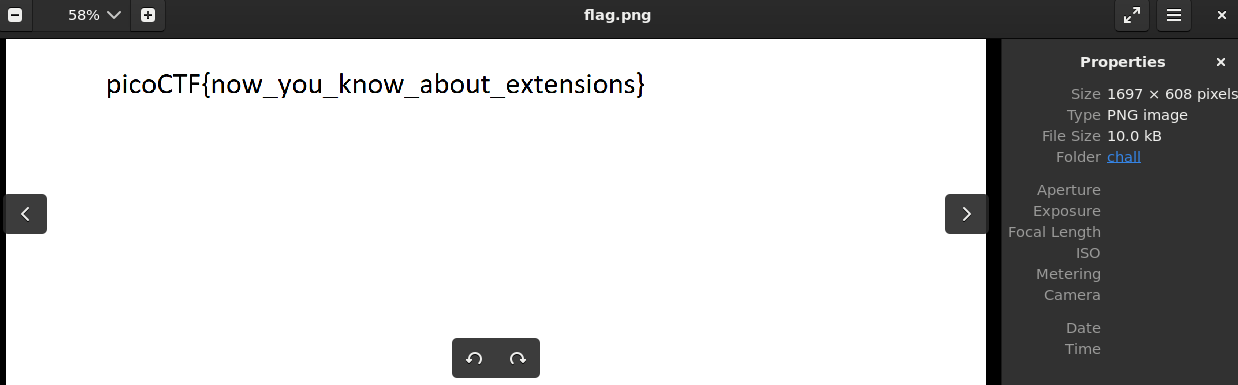 58%
flag.png
picoCTF{now_you_know_about_extensions}
Properties
Size 1697 × 608 pixels
Type PNG image
File Size 10.0 kB
Folder chall
Aperture
Exposure
Focal Length
ISO
Metering
Camera
Date
Time